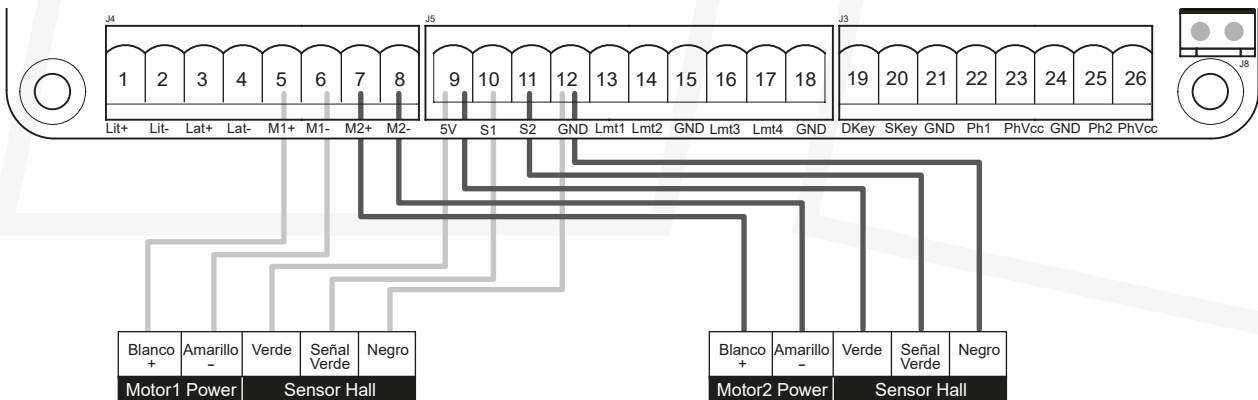 J4 J5 J3
1 2 3 4 5 6 7 8 9 10 11 12 13 14 15 16 17 18 19 20 21 22 23 24 25 26
J8
Lit+ Lit- Lat+ Lat- M1+ M1- M2+ M2- 5V S1 S2 GND Lmt1 Lmt2 GND Lmt3 Lmt4 GND DKey SKey GND Ph1 PhVcc GND Ph2 PhVcc
Blanco Amarillo Verde Señal Negro
+ - Verde
Motor1 Power Sensor Hall
Blanco Amarillo Verde Señal Negro
+ - Verde
Motor2 Power Sensor Hall